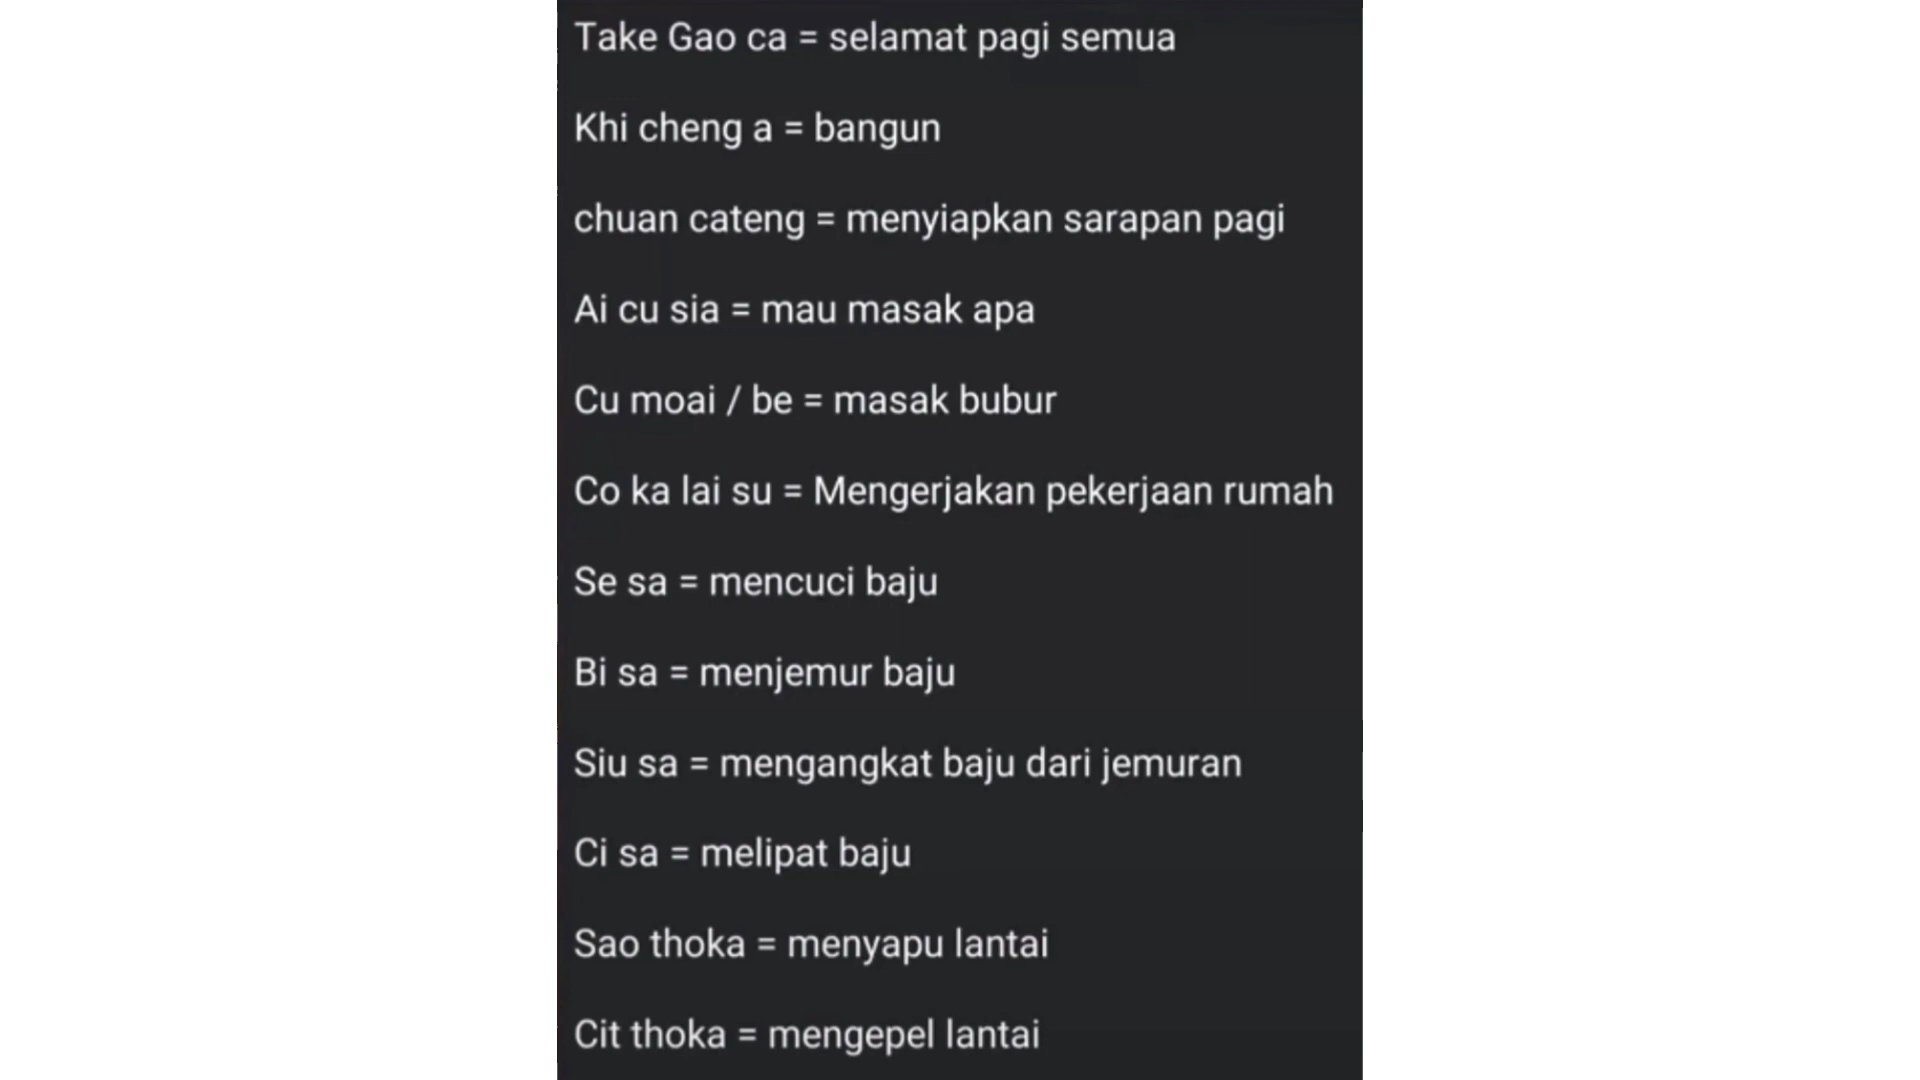 Take Gao ca = selamat pagi semua
Khi cheng a = bangun
chuan cateng = menyiapkan sarapan pagi
Ai cu sia = mau masak apa
Cu moai / be = masak bubur
Co ka lai su = Mengerjakan pekerjaan rumah
Se sa = mencuci baju
Bi sa = menjemur baju
Siu sa = mengangkat baju dari jemuran
Ci sa = melipat baju
Sao thoka = menyapu lantai
Cit thoka = mengepel lantai